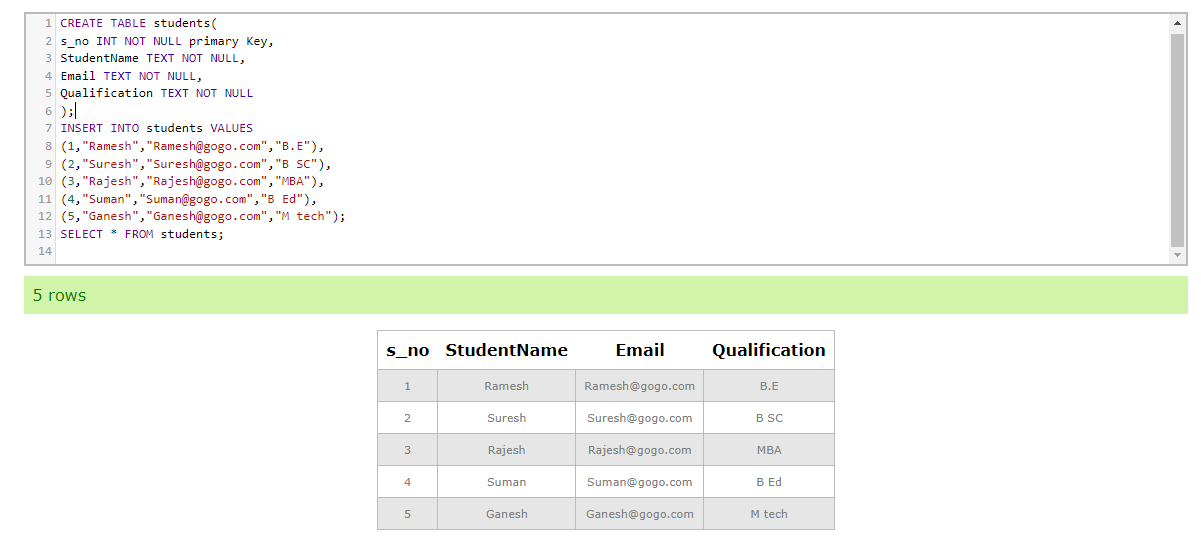 1 CREATE TABLE students(
2 s_no INT NOT NULL primary Key,
3 StudentName TEXT NOT NULL,
4 Email TEXT NOT NULL,
5 Qualification TEXT NOT NULL
6 );
7 INSERT INTO students VALUES
8 (1,"Ramesh","Ramesh@gogo.com","B.E"),
9 (2,"Suresh","Suresh@gogo.com","B SC"),
10 (3,"Rajesh","Rajesh@gogo.com","MBA"),
11 (4,"Suman","Suman@gogo.com","B Ed"),
12 (5,"Ganesh","Ganesh@gogo.com","M tech");
13 SELECT * FROM students;
14
5 rows
s_no StudentName Email Qualification
1 Ramesh Ramesh@gogo.com B.E
2 Suresh Suresh@gogo.com B SC
3 Rajesh Rajesh@gogo.com MBA
4 Suman Suman@gogo.com B Ed
5 Ganesh Ganesh@gogo.com M tech